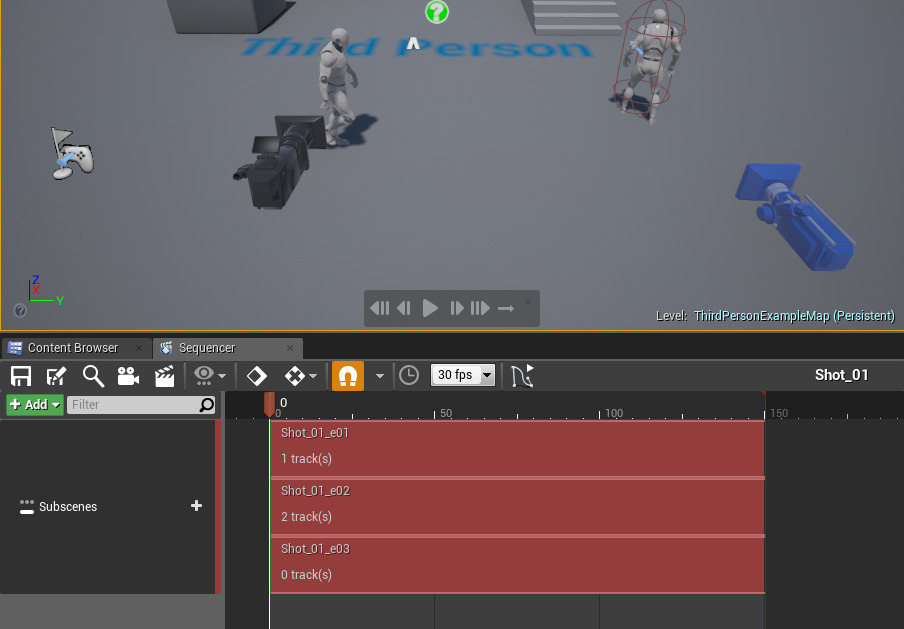 ?
Third Person
Z
X
Y
?
Level: ThirdPersonExampleMap (Persistent)
Content Browser ×
Sequencer ×
30 fps
Shot_01
+ Add
Filter
0
0
50
100
150
Shot_01_e01
1 track(s)
Subscenes +
Shot_01_e02
2 track(s)
Shot_01_e03
0 track(s)